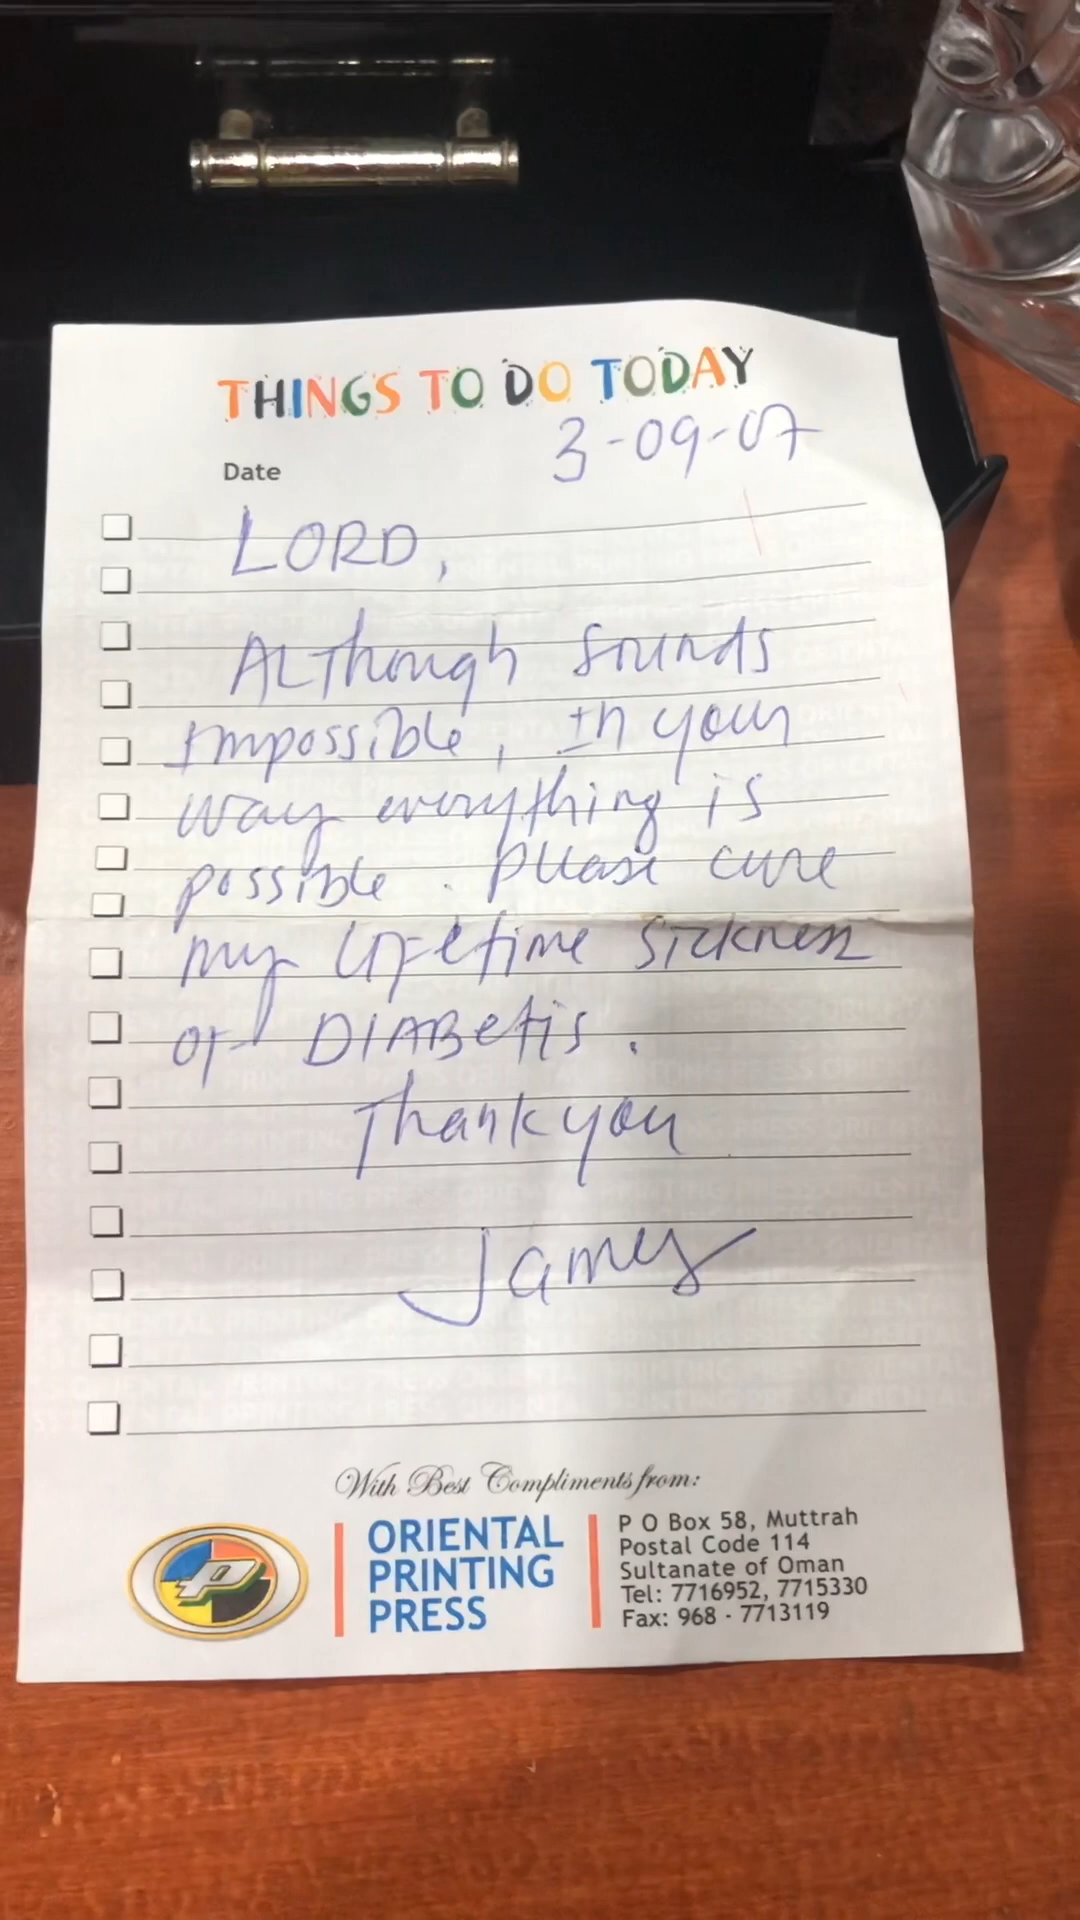 THINGS TO DO TODAY
3-09-07
Date
LORD,
Although sounds
Impossible, In your
way everything is
possible. please cure
my Lifetime sickness
of DIABetis.
Thank you
James
With Best Compliments from:
ORIENTAL
PRINTING
PRESS
P O Box 58, Muttrah
Postal Code 114
Sultanate of Oman
Tel: 7716952, 7715330
Fax: 968 - 7713119